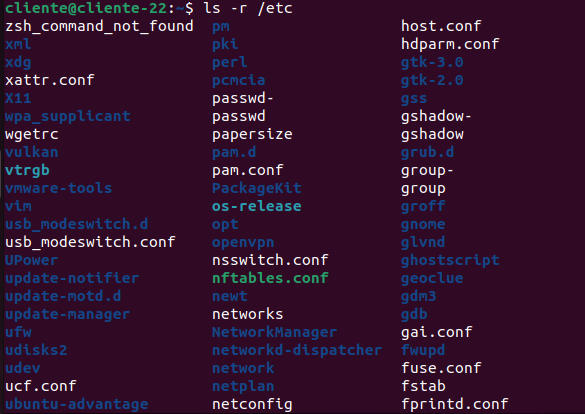 cliente@cliente-22:~$ ls -r /etc
zsh_command_not_found pm host.conf
xml pki hdparm.conf
xdg perl gtk-3.0
xattr.conf pcmcia gtk-2.0
X11 passwd- gss
wpa_supplicant passwd gshadow-
wgetrc papersize gshadow
vulkan pam.d grub.d
vtrgb pam.conf group-
vmware-tools PackageKit group
vim os-release groff
usb_modeswitch.d opt gnome
usb_modeswitch.conf openvpn glvnd
UPower nsswitch.conf ghostscript
update-notifier nftables.conf geoclue
update-motd.d newt gdm3
update-manager networks gdb
ufw NetworkManager gai.conf
udisks2 networkd-dispatcher fwupd
udev network fuse.conf
ucf.conf netplan fstab
ubuntu-advantage netconfig fprintd.conf